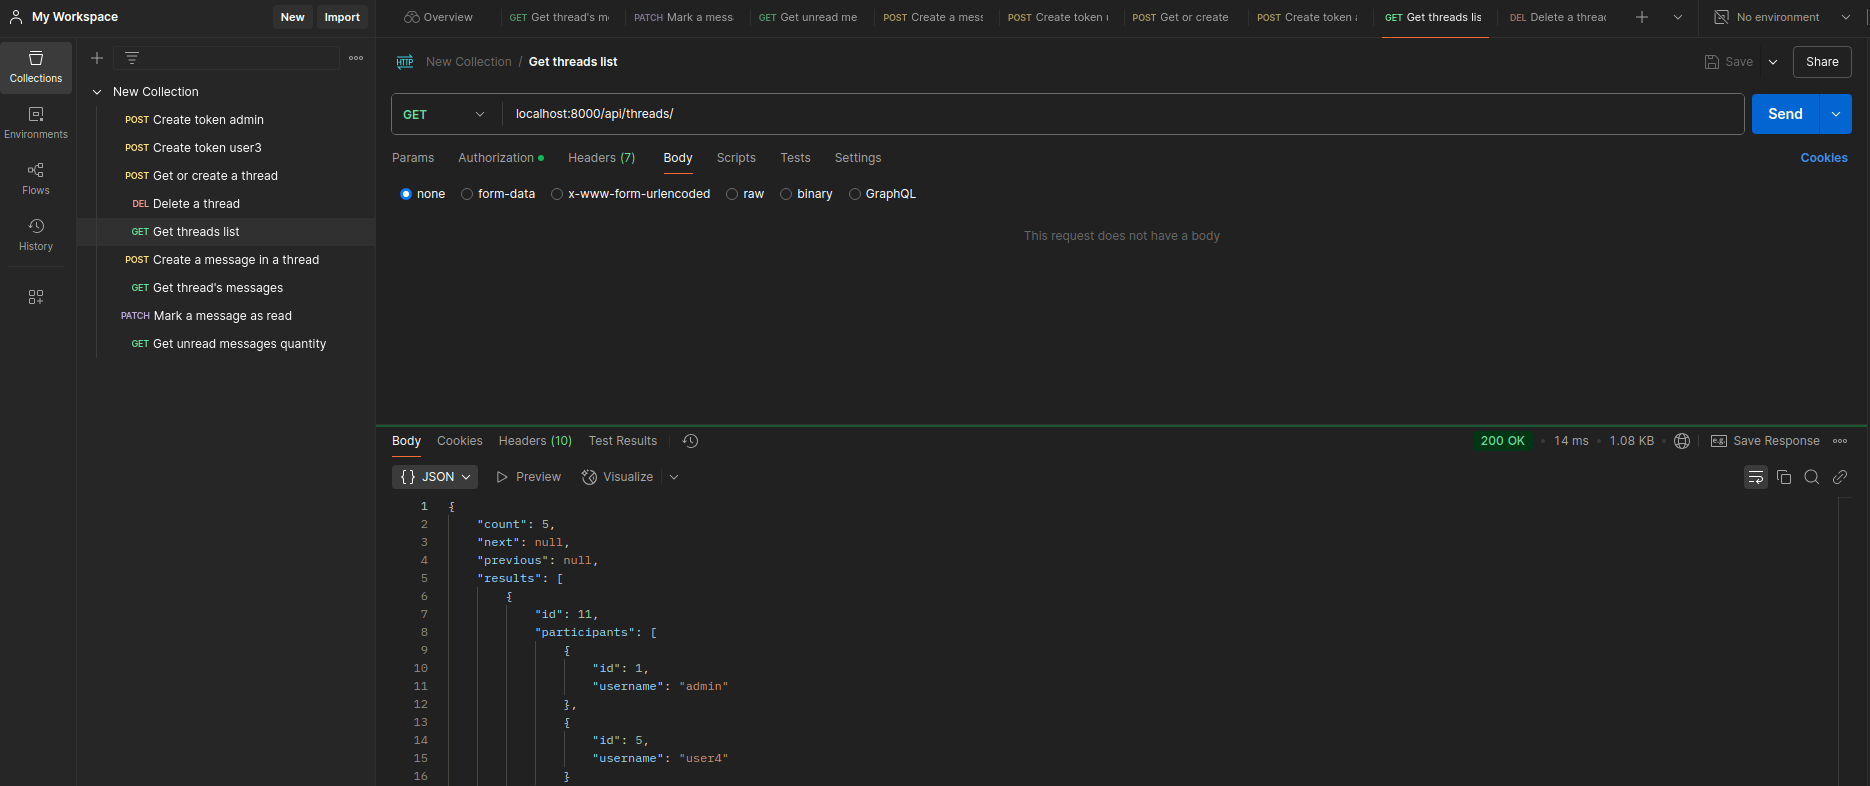 My Workspace
New
Import
Overview
GET Get thread's m
PATCH Mark a mess
GET Get unread me
POST Create a mess
POST Create token
POST Get or create
POST Create token
GET Get threads lis
DEL Delete a threa
No environment
Collections
Environments
Flows
History
New Collection
POST Create token admin
POST Create token user3
POST Get or create a thread
DEL Delete a thread
GET Get threads list
POST Create a message in a thread
GET Get thread's messages
PATCH Mark a message as read
GET Get unread messages quantity
HTTP New Collection / Get threads list
Save
Share
GET localhost:8000/api/threads/
Send
Params Authorization Headers (7) Body Scripts Tests Settings
Cookies
none form-data x-www-form-urlencoded raw binary GraphQL
This request does not have a body
Body Cookies Headers (10) Test Results
200 OK • 14 ms • 1.08 KB •
e.g. Save Response
{} JSON Preview Visualize
1 {
2 "count": 5,
3 "next": null,
4 "previous": null,
5 "results": [
6 {
7 "id": 11,
8 "participants": [
9 {
10 "id": 1,
11 "username": "admin"
12 },
13 {
14 "id": 5,
15 "username": "user4"
16 }